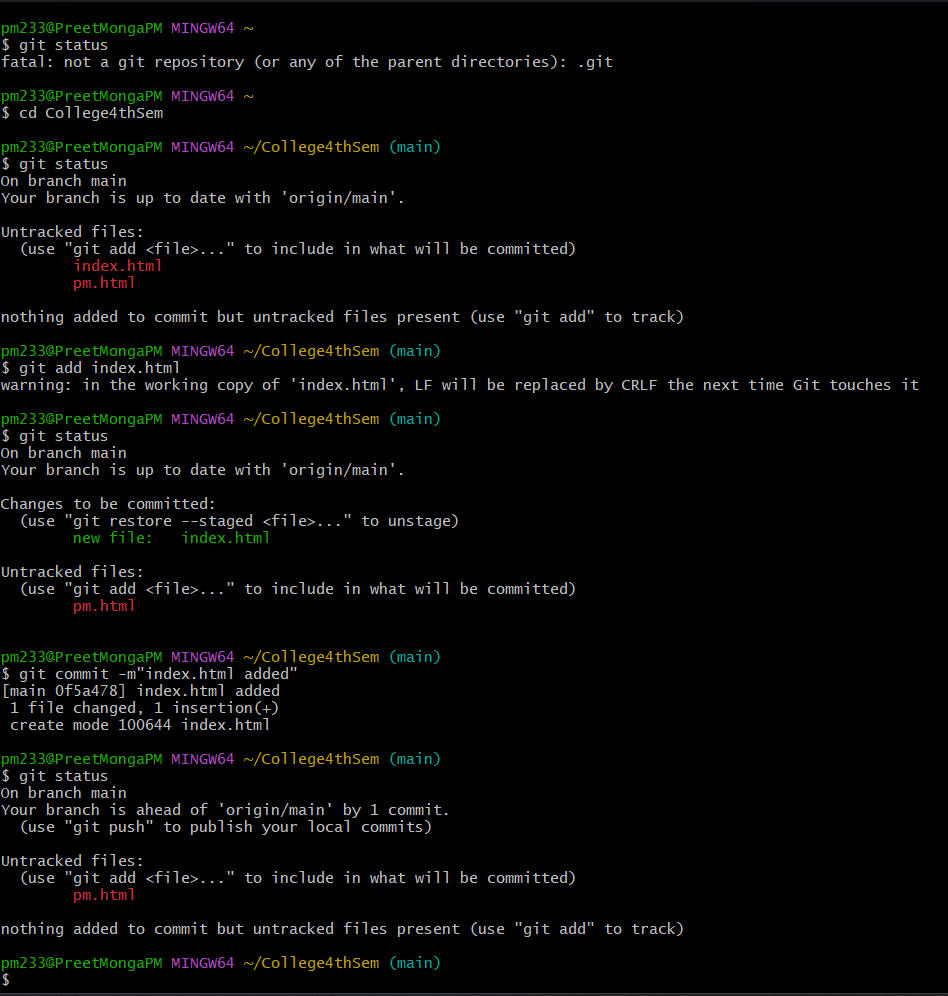 pm233@PreetMongaPM MINGW64 ~
$ git status
fatal: not a git repository (or any of the parent directories): .git
pm233@PreetMongaPM MINGW64 ~
$ cd College4thSem
pm233@PreetMongaPM MINGW64 ~/College4thSem (main)
$ git status
On branch main
Your branch is up to date with 'origin/main'.
Untracked files:
  (use "git add <file>..." to include in what will be committed)
        index.html
        pm.html
nothing added to commit but untracked files present (use "git add" to track)
pm233@PreetMongaPM MINGW64 ~/College4thSem (main)
$ git add index.html
warning: in the working copy of 'index.html', LF will be replaced by CRLF the next time Git touches it
pm233@PreetMongaPM MINGW64 ~/College4thSem (main)
$ git status
On branch main
Your branch is up to date with 'origin/main'.
Changes to be committed:
  (use "git restore --staged <file>..." to unstage)
        new file:   index.html
Untracked files:
  (use "git add <file>..." to include in what will be committed)
        pm.html
pm233@PreetMongaPM MINGW64 ~/College4thSem (main)
$ git commit -m"index.html added"
[main 0f5a478] index.html added
 1 file changed, 1 insertion(+)
 create mode 100644 index.html
pm233@PreetMongaPM MINGW64 ~/College4thSem (main)
$ git status
On branch main
Your branch is ahead of 'origin/main' by 1 commit.
  (use "git push" to publish your local commits)
Untracked files:
  (use "git add <file>..." to include in what will be committed)
        pm.html
nothing added to commit but untracked files present (use "git add" to track)
pm233@PreetMongaPM MINGW64 ~/College4thSem (main)
$